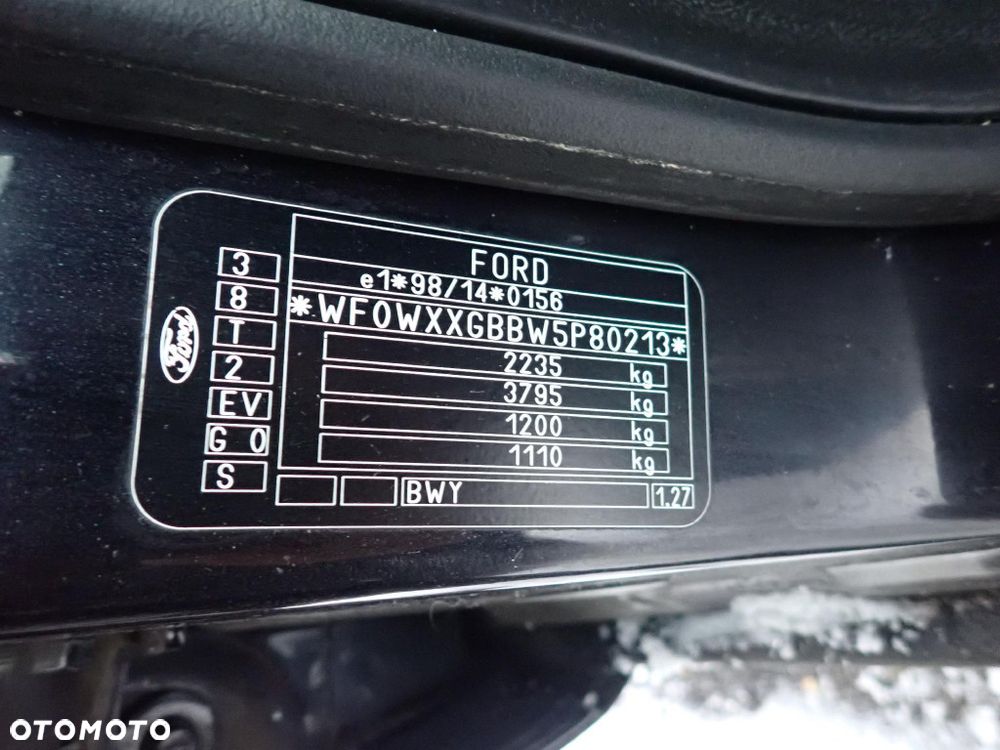 Ford
3
8
T
2
EV
G 0
S
FORD
e1*98/14*0156
*WF0WXXGBBW5P80213*
2235 kg
3795 kg
1200 kg
1110 kg
BWY 1.27
OTOMOTO